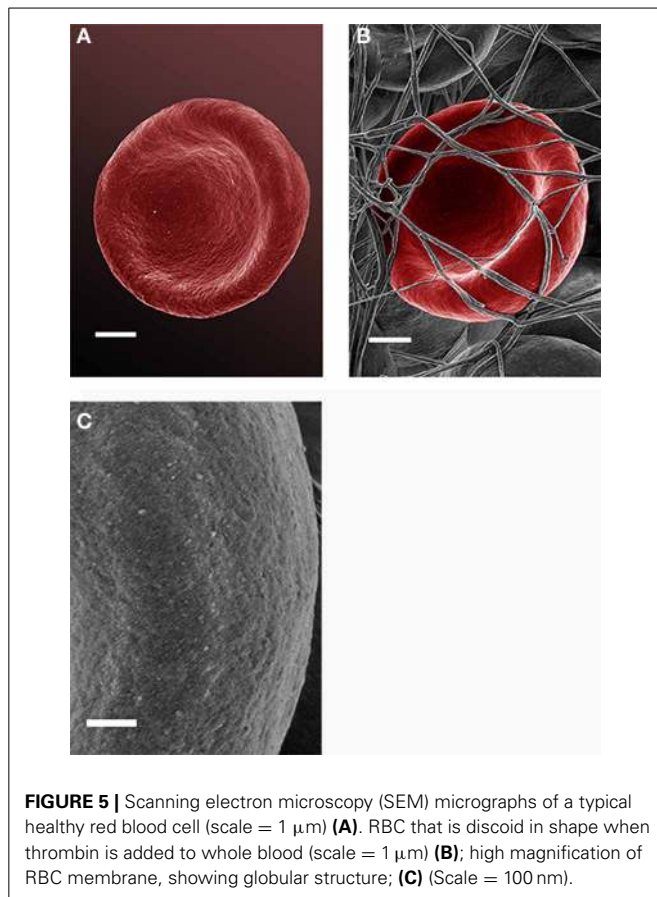 A
B
C
FIGURE 5 | Scanning electron microscopy (SEM) micrographs of a typical
healthy red blood cell (scale = 1 μm) (A). RBC that is discoid in shape when
thrombin is added to whole blood (scale = 1 μm) (B); high magnification of
RBC membrane, showing globular structure; (C) (Scale = 100 nm).